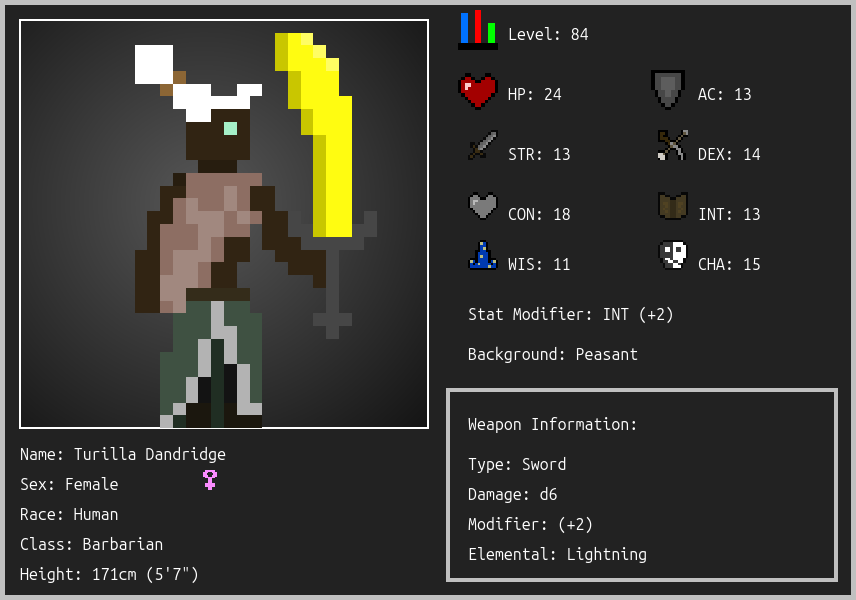 Level: 84
HP: 24
AC: 13
STR: 13
DEX: 14
CON: 18
INT: 13
WIS: 11
CHA: 15
Stat Modifier: INT (+2)
Background: Peasant
Weapon Information:
Type: Sword
Damage: d6
Modifier: (+2)
Elemental: Lightning
Name: Turilla Dandridge
Sex: Female
Race: Human
Class: Barbarian
Height: 171cm (5'7")